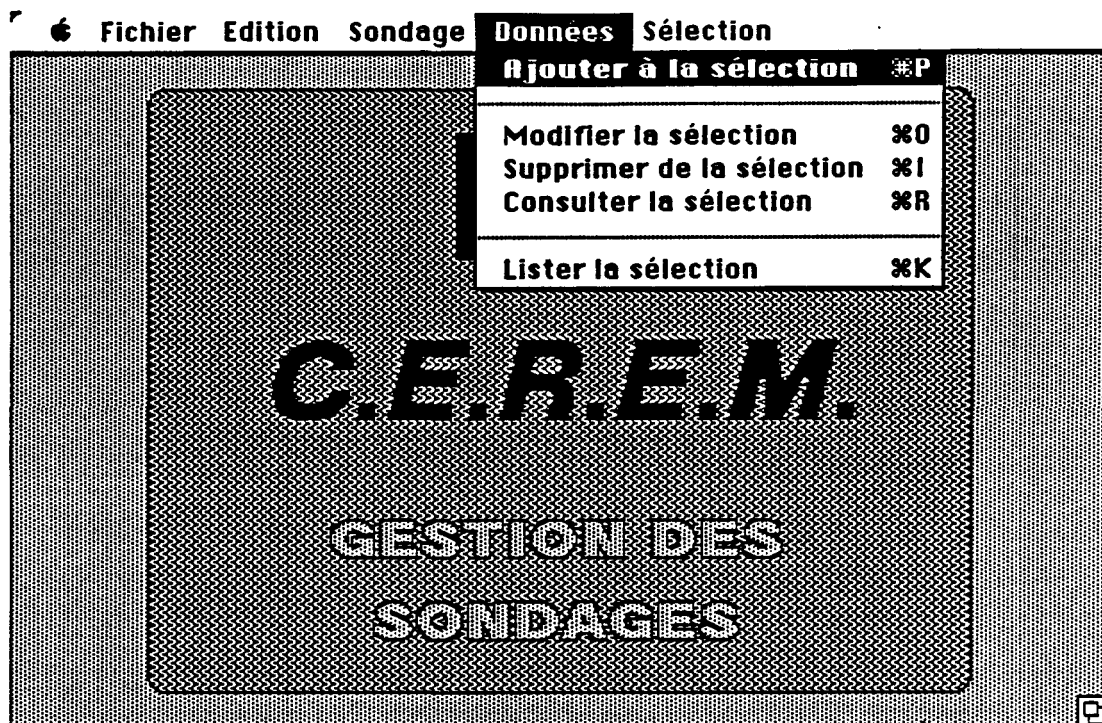 Fichier Edition Sondage Données Sélection
Ajouter à la sélection ⌘P
Modifier la sélection ⌘O
Supprimer de la sélection ⌘I
Consulter la sélection ⌘R
Lister la sélection ⌘K
C.E.R.E.M.
GESTION DES
SONDAGES